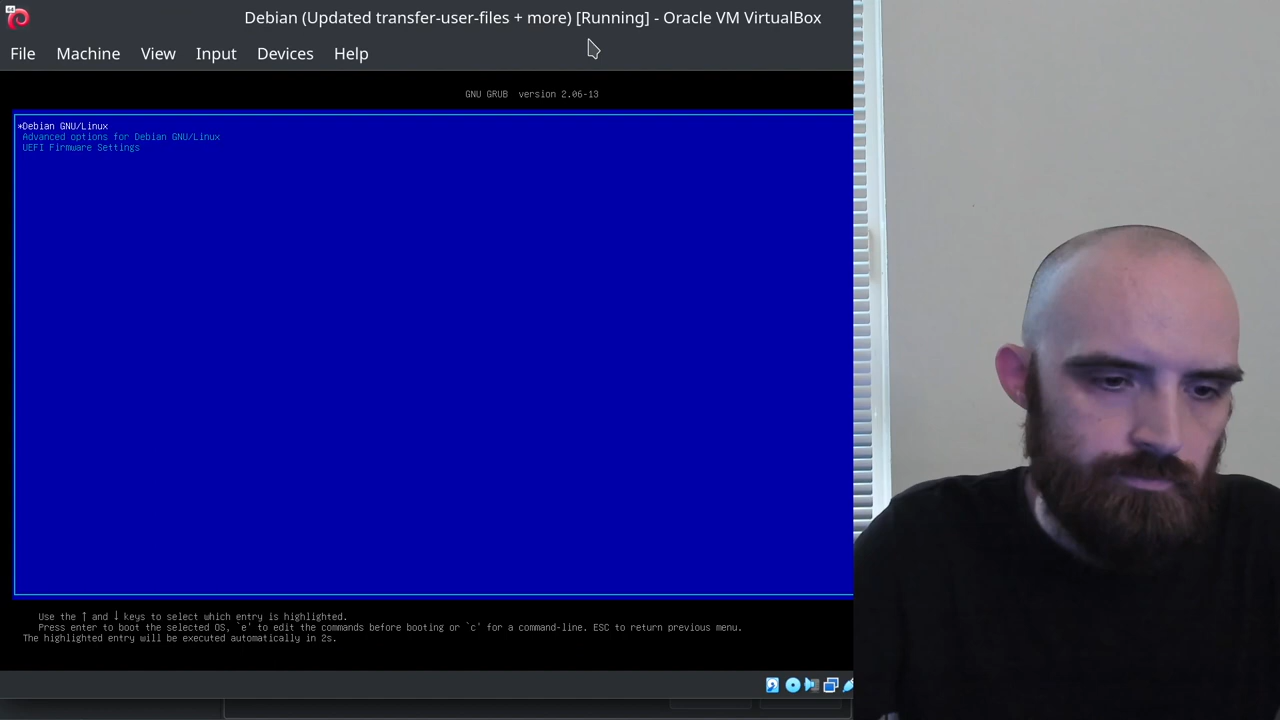 64
Debian (Updated transfer-user-files + more) [Running] - Oracle VM VirtualBox
File Machine View Input Devices Help
GNU GRUB version 2.06-13
*Debian GNU/Linux
Advanced options for Debian GNU/Linux
UEFI Firmware Settings
Use the ↑ and ↓ keys to select which entry is highlighted.
Press enter to boot the selected OS, `e' to edit the commands before booting or `c' for a command-line. ESC to return previous menu.
The highlighted entry will be executed automatically in 2s.